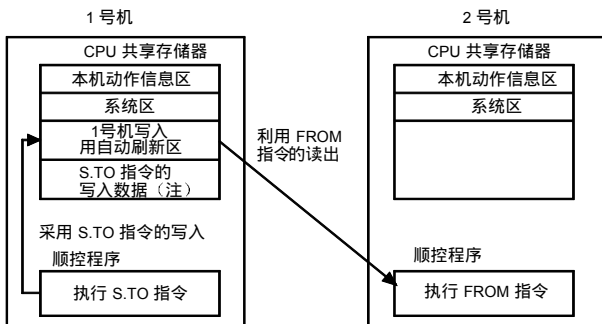 1 号机
CPU 共享存储器
本机动作信息区
系统区
1号机写入
用自动刷新区
S.TO 指令的
写入数据（注）
采用 S.TO 指令的写入
顺控程序
执行 S.TO 指令
利用 FROM
指令的读出
2 号机
CPU 共享存储器
本机动作信息区
系统区
顺控程序
执行 FROM 指令